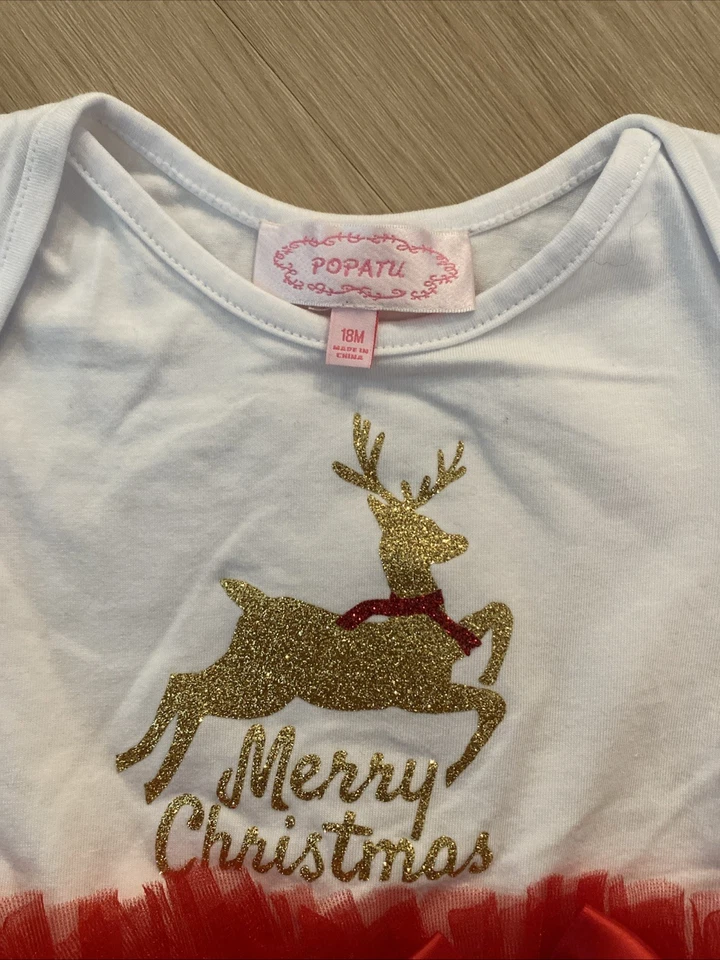 POPATU
18M
MADE IN
CHINA
Merry
Christmas